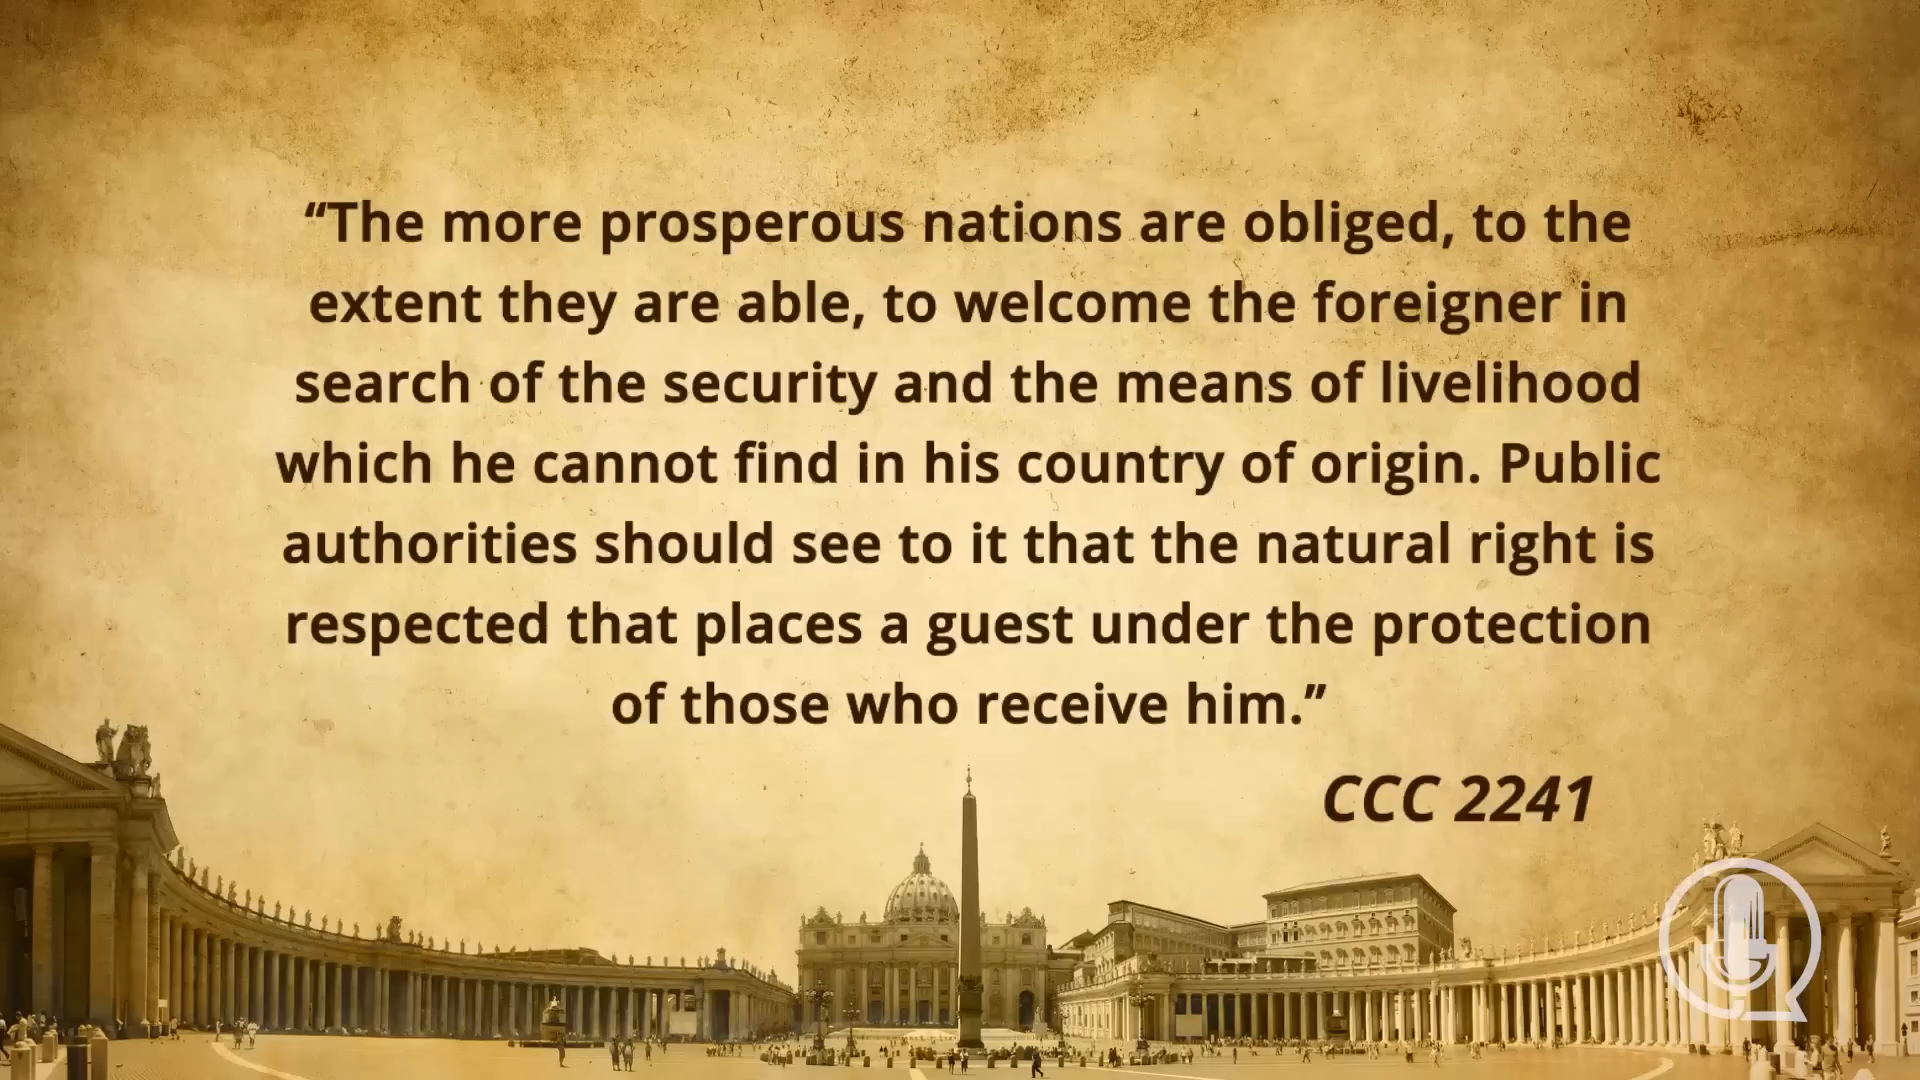 “The more prosperous nations are obliged, to the
extent they are able, to welcome the foreigner in
search of the security and the means of livelihood
which he cannot find in his country of origin. Public
authorities should see to it that the natural right is
respected that places a guest under the protection
of those who receive him.”
CCC 2241